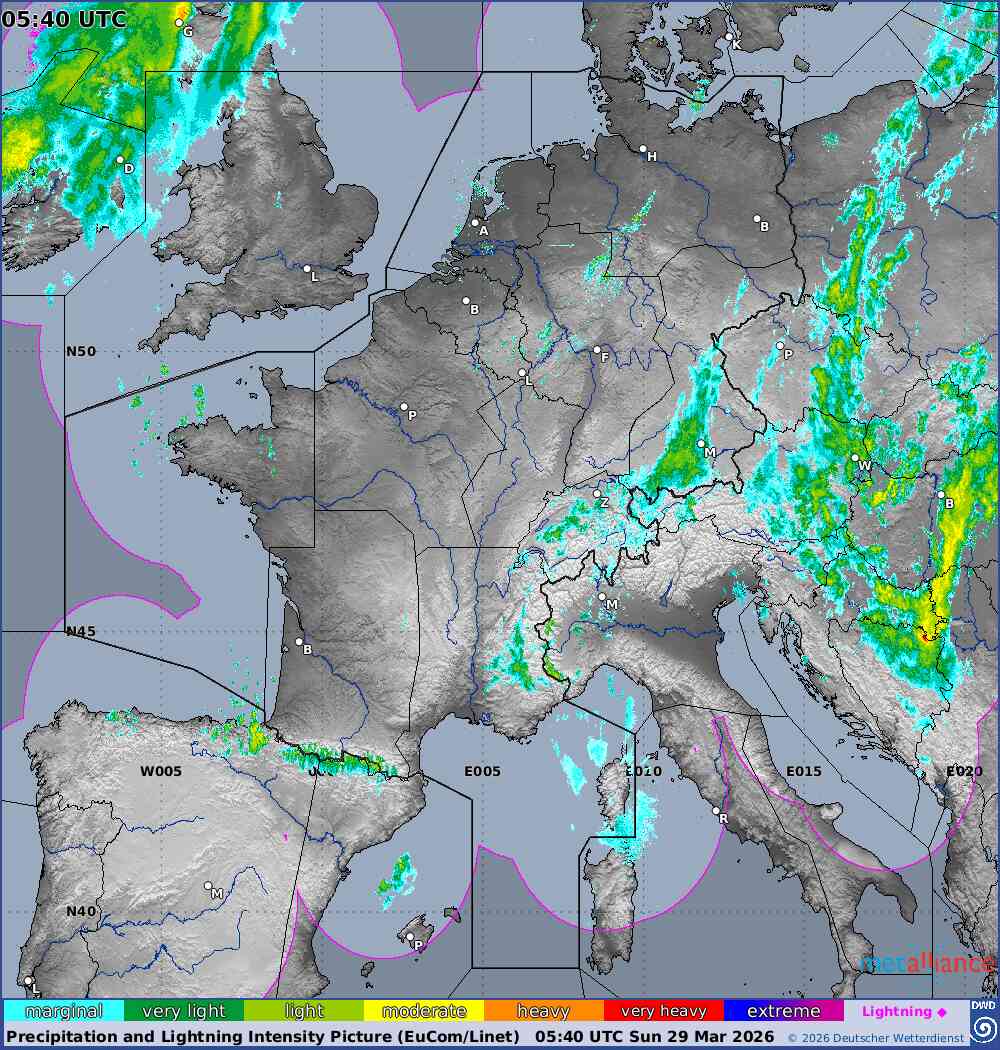 05:40 UTC
G
K
D
H
A
B
L
B
N50
F
P
L
P
M
W
Z
B
M
N45
B
W005
E005
E010
E015
E020
R
M
N40
P
L
metalliance
marginal very light light moderate heavy very heavy extreme Lightning ◆
DWD
Precipitation and Lightning Intensity Picture (EuCom/Linet) 05:40 UTC Sun 29 Mar 2026 © 2026 Deutscher Wetterdienst